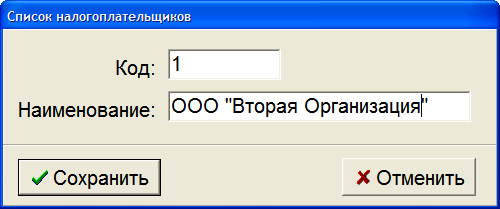 Список налогоплательщиков
Код: 1
Наименование: ООО "Вторая Организация"
Сохранить Отменить